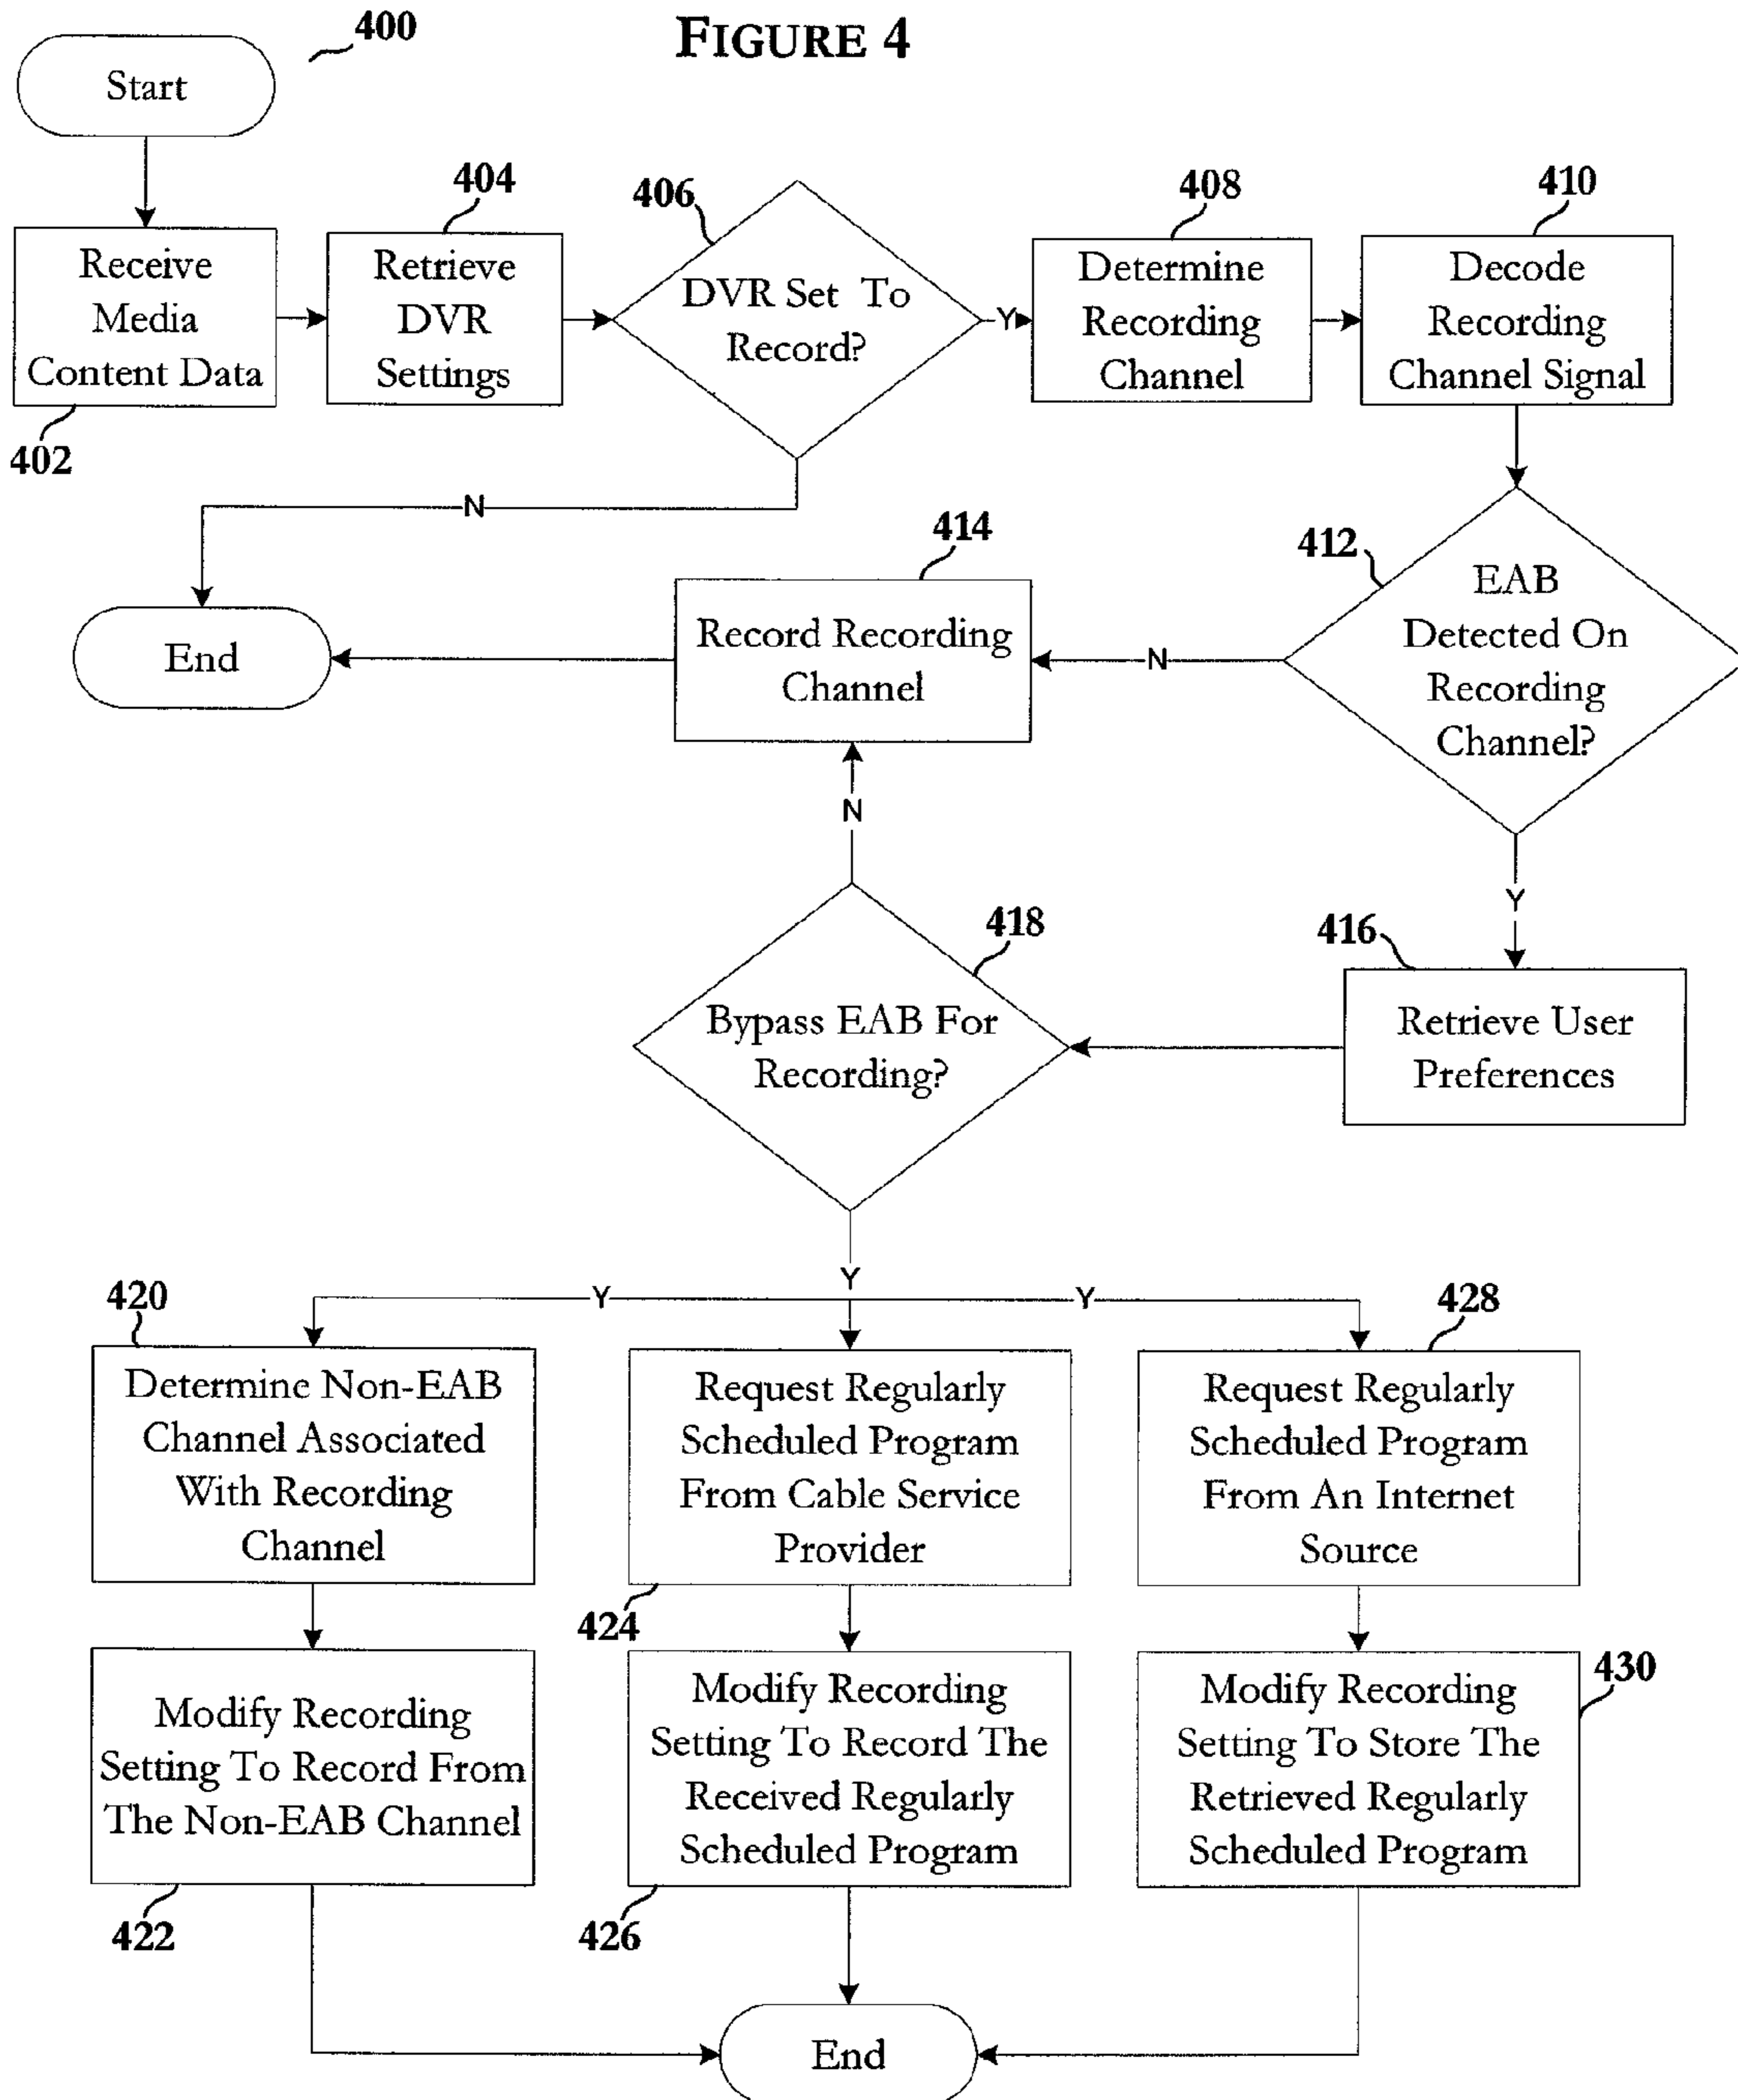 FIGURE 4
400
Start
402
Receive
Media
Content Data
404
Retrieve
DVR
Settings
406
DVR Set To
Record?
Y
408
Determine
Recording
Channel
410
Decode
Recording
Channel Signal
N
End
414
Record Recording
Channel
N
412
EAB
Detected On
Recording
Channel?
N
Y
418
Bypass EAB For
Recording?
416
Retrieve User
Preferences
Y
Y
Y
420
Determine Non-EAB
Channel Associated
With Recording
Channel
424
Request Regularly
Scheduled Program
From Cable Service
Provider
428
Request Regularly
Scheduled Program
From An Internet
Source
422
Modify Recording
Setting To Record From
The Non-EAB Channel
426
Modify Recording
Setting To Record The
Received Regularly
Scheduled Program
430
Modify Recording
Setting To Store The
Retrieved Regularly
Scheduled Program
End